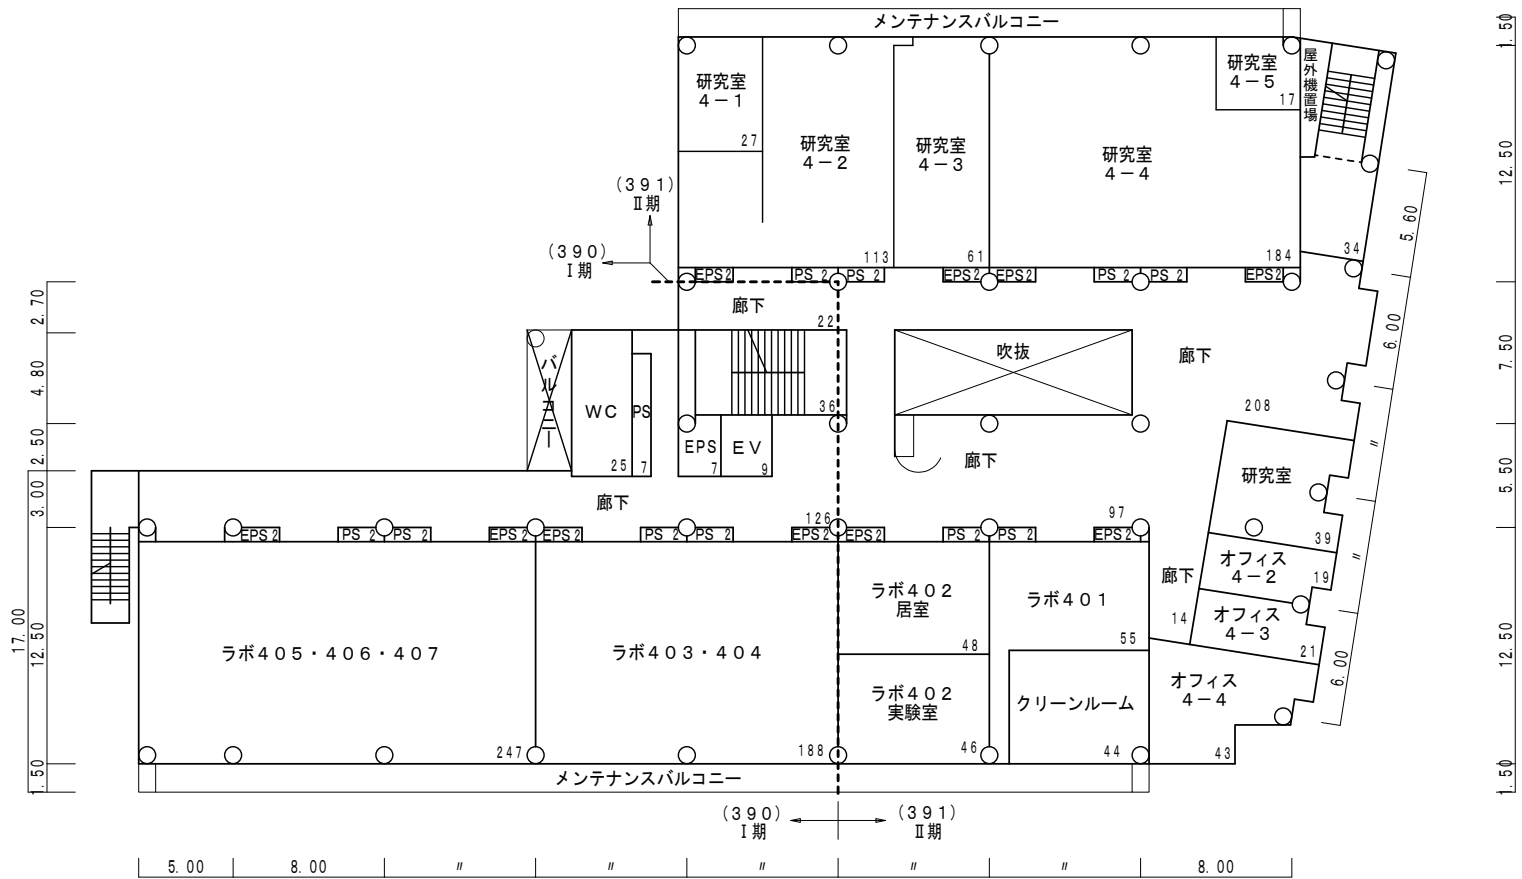 メンテナンスバルコニー
研究室
4-1
27
研究室
4-2
113
研究室
4-3
61
研究室
4-4
184
研究室
4-5
17
屋外機置場
34
(391)
Ⅱ期
(390)
Ⅰ期
EPS2
PS 2
PS 2
EPS2
EPS2
PS 2
PS 2
EPS2
廊下
22
吹抜
廊下
208
バルコニー
WC
25
PS
7
36
EPS
7
EV
9
廊下
97
廊下
126
研究室
39
オフィス
4-2
19
オフィス
4-3
21
廊下
14
オフィス
4-4
43
EPS2
PS 2
PS 2
EPS2
EPS2
PS 2
PS 2
EPS2
EPS2
PS 2
PS 2
EPS2
ラボ405・406・407
247
ラボ403・404
188
ラボ402
居室
48
ラボ402
実験室
46
ラボ401
55
クリーンルーム
44
メンテナンスバルコニー
(390)
Ⅰ期
(391)
Ⅱ期
5.00
8.00
〃
〃
〃
〃
〃
8.00
2.70
4.80
2.50
3.00
17.00
12.50
1.50
1.50
12.50
7.50
5.50
12.50
1.50
5.60
6.00
〃
〃
6.00